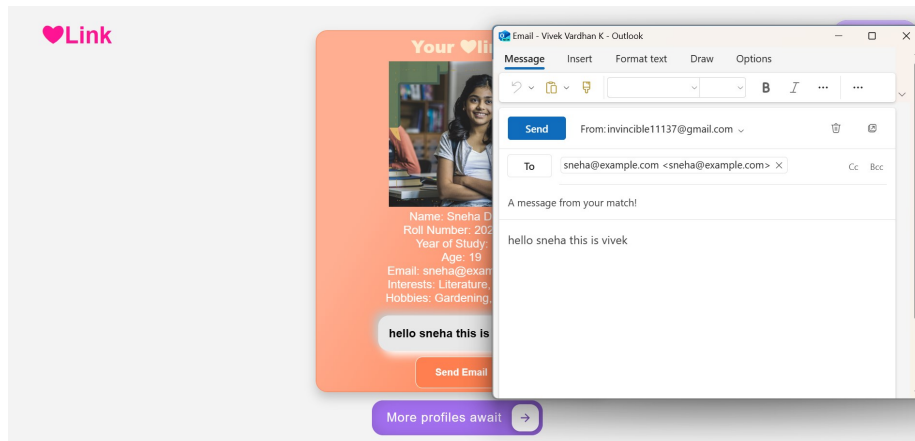 ♥Link
Your ♥li
Name: Sneha D
Roll Number: 202
Year of Study:
Age: 19
Email: sneha@exam
Interests: Literature,
Hobbies: Gardening,
hello sneha this is
Send Email
More profiles await →
Email - Vivek Vardhan K - Outlook
Message Insert Format text Draw Options
B I ... ...
Send From: invincible11137@gmail.com
To sneha@example.com <sneha@example.com> × Cc Bcc
A message from your match!
hello sneha this is vivek